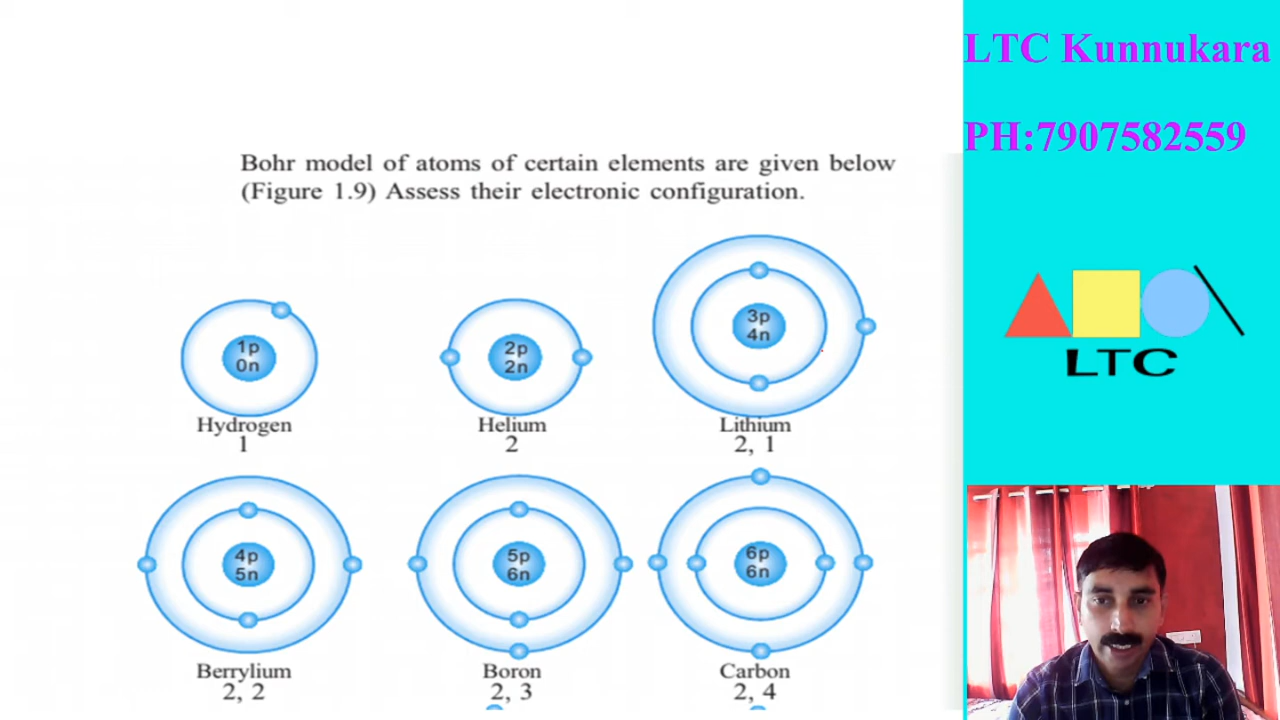 LTC Kunnukara
PH:7907582559
Bohr model of atoms of certain elements are given below
(Figure 1.9) Assess their electronic configuration.
1p
0n
Hydrogen
1
2p
2n
Helium
2
3p
4n
Lithium
2, 1
4p
5n
Berrylium
2, 2
5p
6n
Boron
2, 3
6p
6n
Carbon
2, 4
LTC